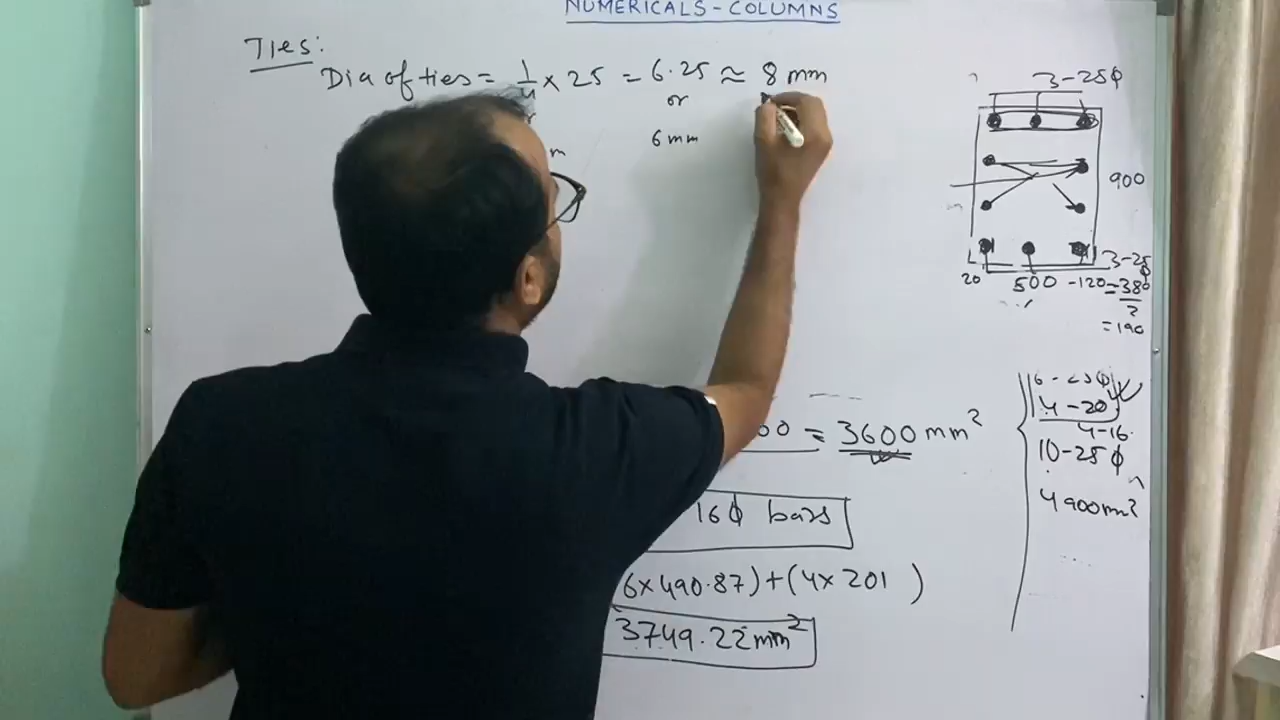 NUMERICALS-COLUMNS
Ties:
Dia of ties = 1/4 × 25 = 6.25 ≈ 8 mm
or
6 mm
m
3-25ϕ
900
3-25ϕ
20 500 -120 = 380/2
= 190
00 = 3600 mm²
16ϕ bars
6×490.87)+(4×201 )
3749.22mm²
6-25ϕ
4-20
4-16
10-25ϕ
4900mm²